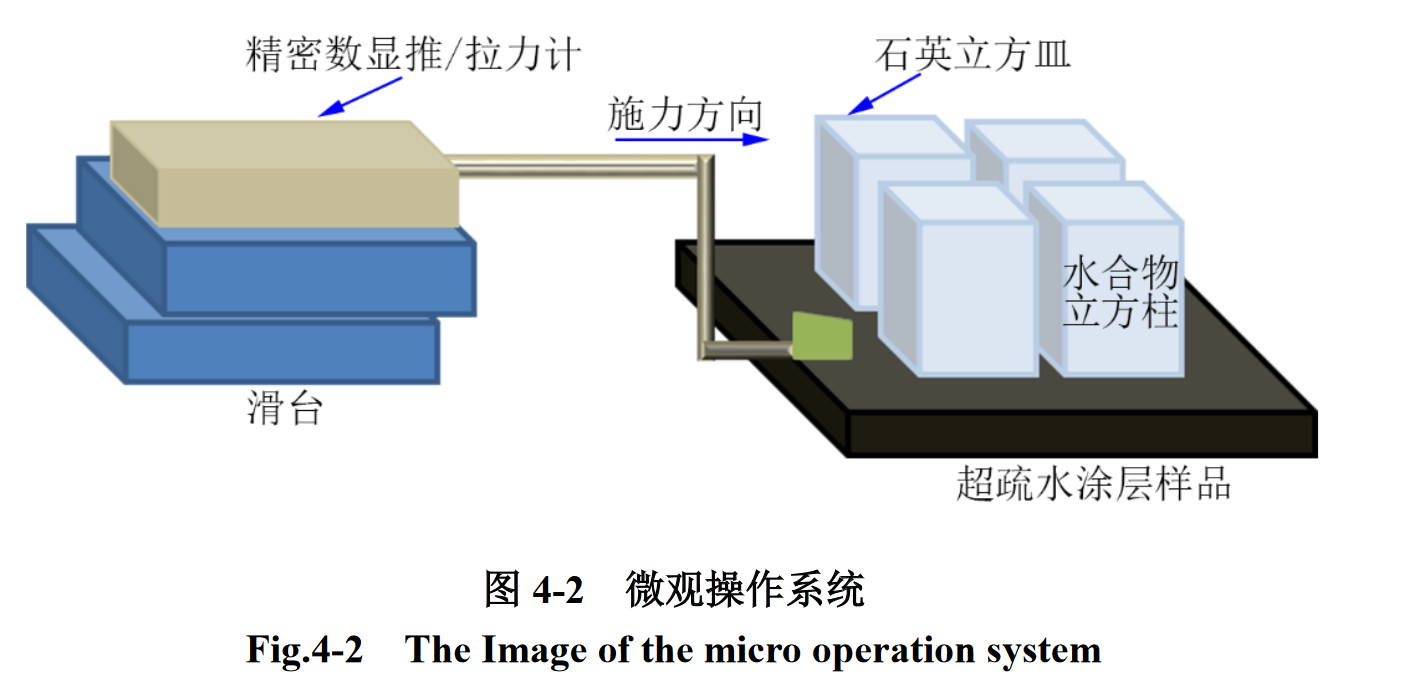 精密数显推/拉力计
石英立方皿
施力方向
水合物
立方柱
滑台
超疏水涂层样品
图 4-2 微观操作系统
Fig.4-2 The Image of the micro operation system